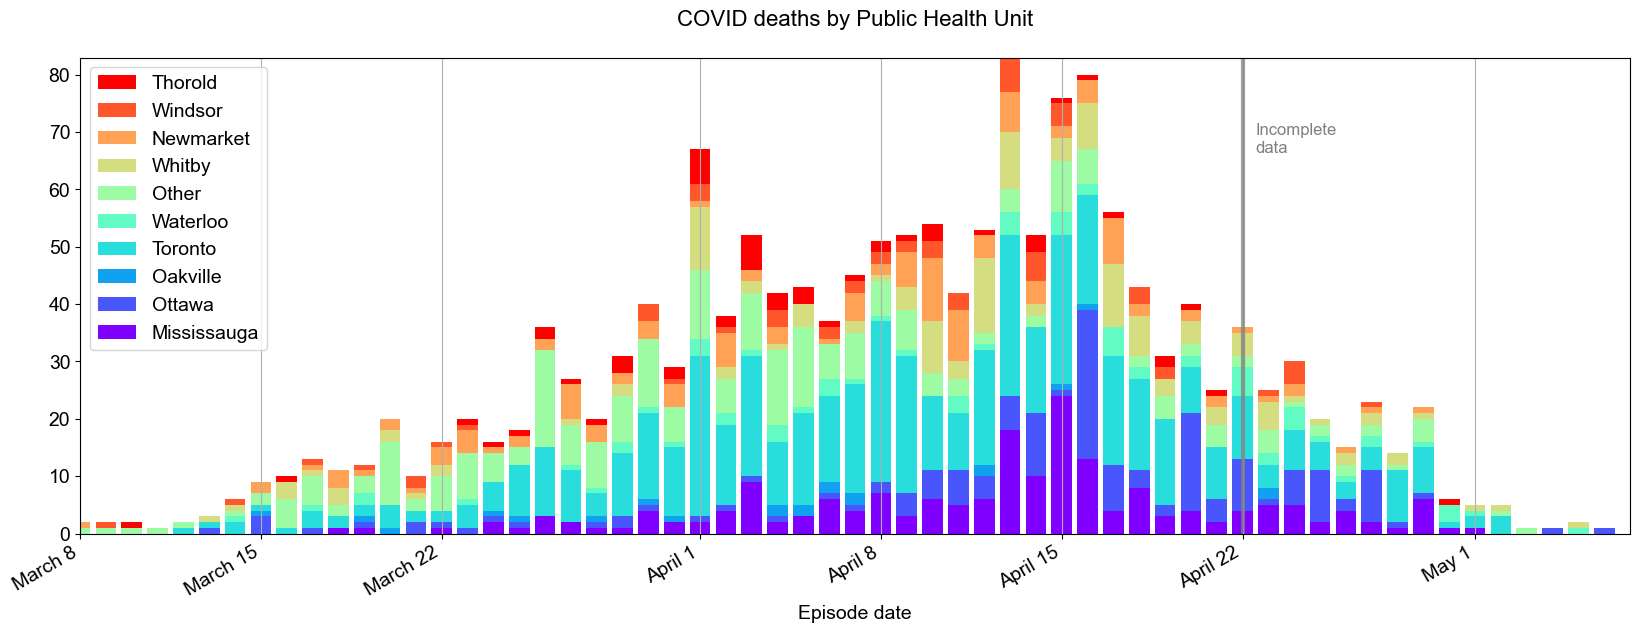 COVID deaths by Public Health Unit
80
70
60
50
40
30
20
10
0
Thorold
Windsor
Newmarket
Whitby
Other
Waterloo
Toronto
Oakville
Ottawa
Mississauga
Incomplete
data
March 8
March 15
March 22
April 1
April 8
April 15
April 22
May 1
Episode date